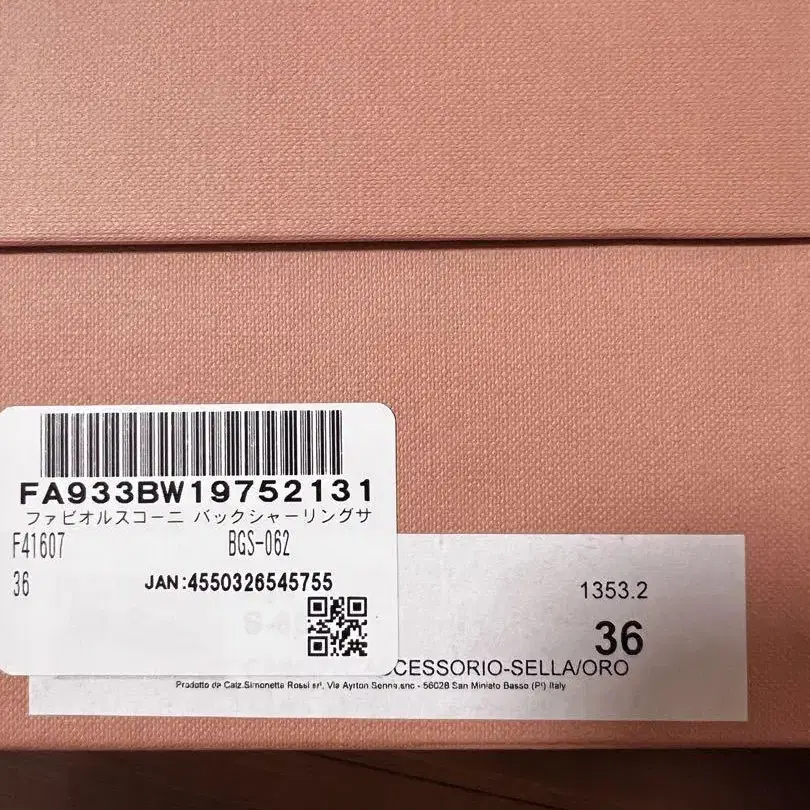 FA933BW19752131
ファビオルスコーニ バックシャーリングサ
F41607 BGS-062
36 JAN:4550326545755
1353.2
36
CCESSORIO-SELLA/ORO
Prodotto da Calz.Simonetta Rossi srl, Via Ayrton Senna,snc - 56028 San Miniato Basso (PI) Italy